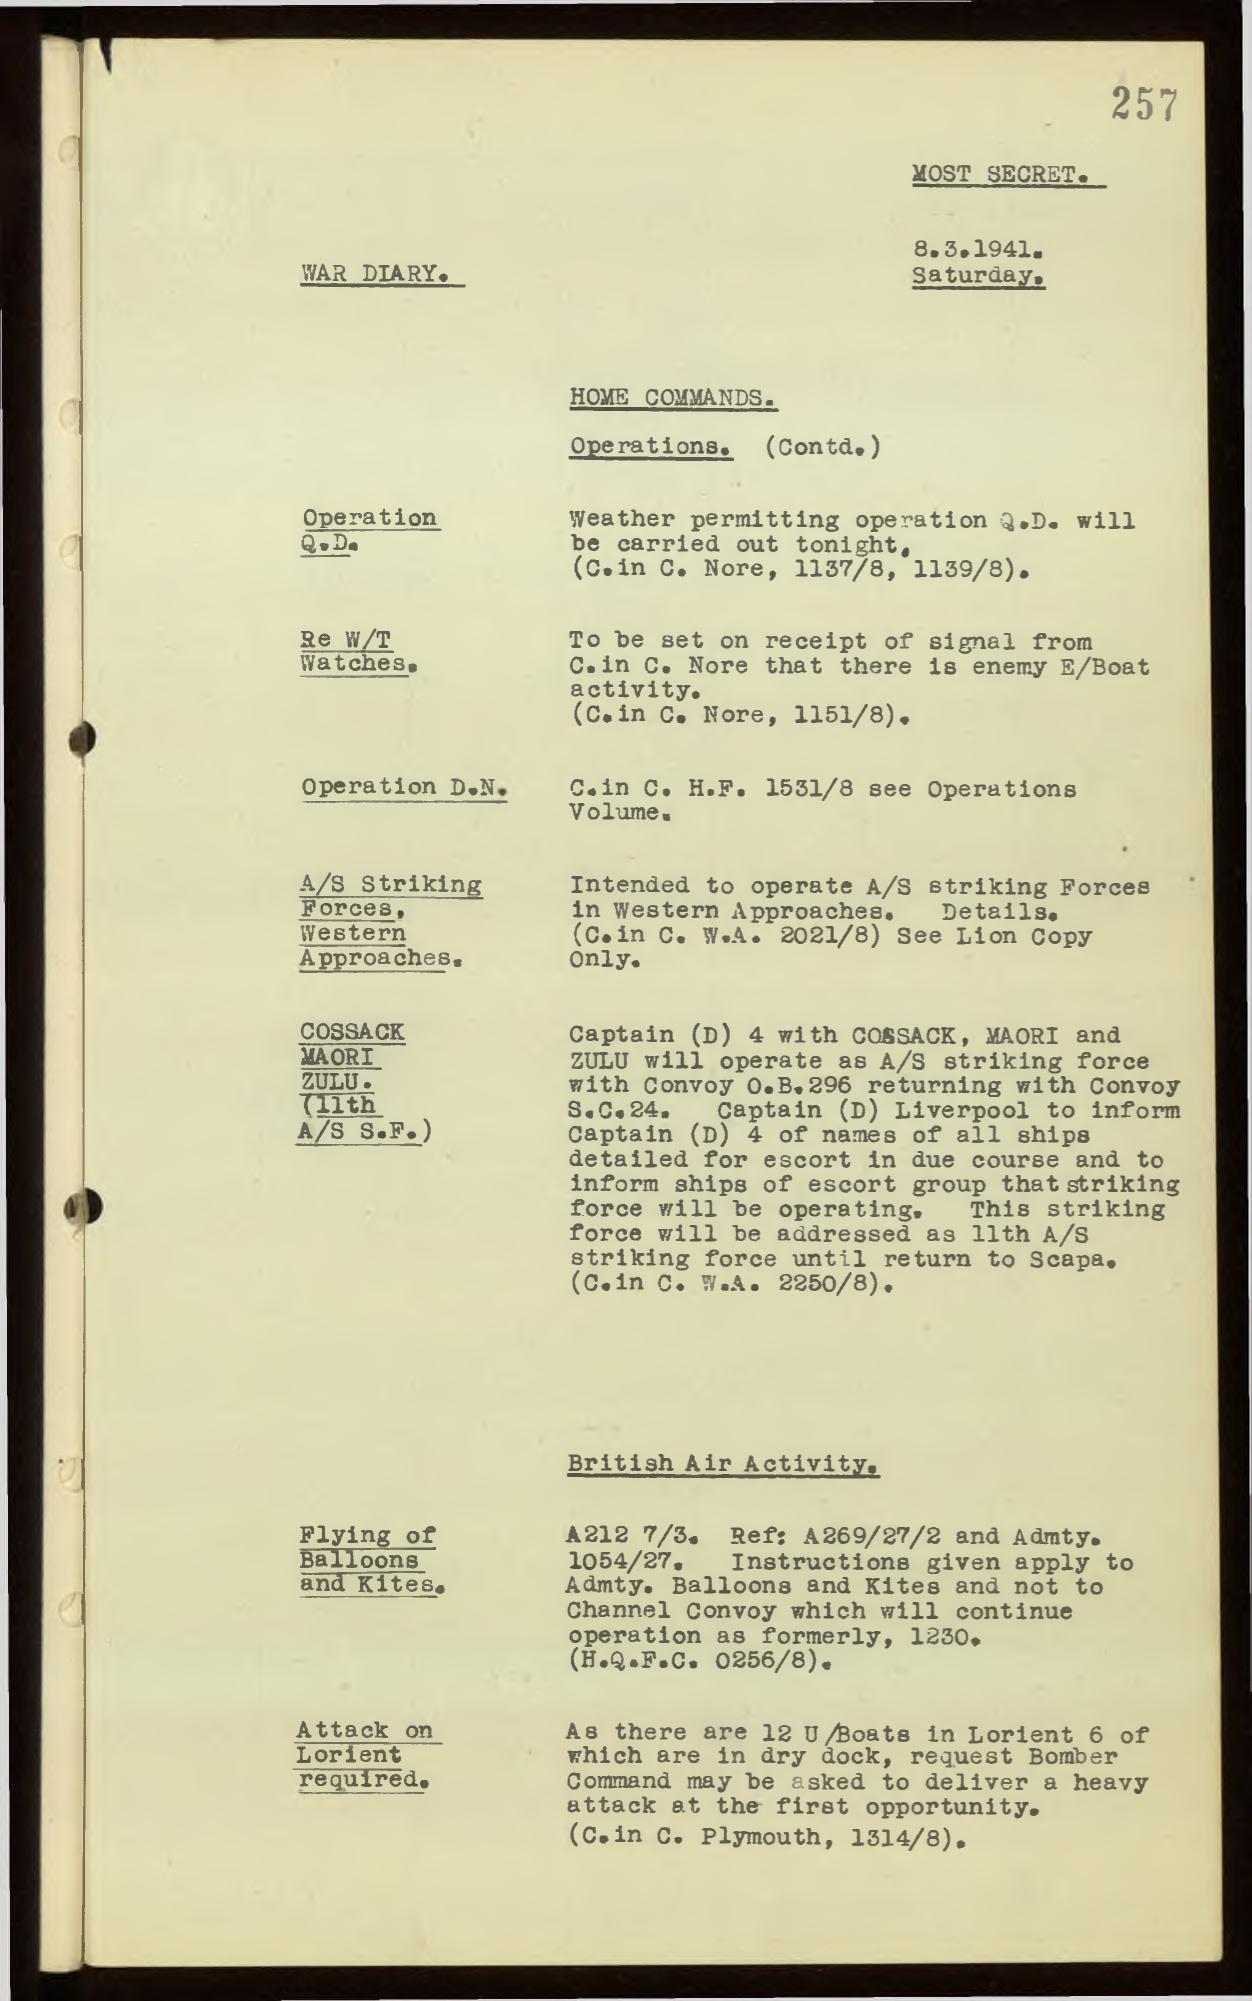 257
MOST SECRET.
8.3.1941.
WAR DIARY.
Saturday.
HOME COMMANDS.
Operations. (Contd.)
Operation
Q.D.
Weather permitting operation Q.D. will
be carried out tonight.
(C.in C. Nore, 1137/8, 1139/8).
Re W/T
Watches.
To be set on receipt of signal from
C.in C. Nore that there is enemy E/Boat
activity.
(C.in C. Nore, 1151/8).
Operation D.N.
C.in C. H.F. 1531/8 see Operations
Volume.
A/S Striking
Forces,
Western
Approaches.
Intended to operate A/S striking Forces
in Western Approaches. Details.
(C.in C. W.A. 2021/8) See Lion Copy
Only.
COSSACK
MAORI
ZULU.
(11th
A/S S.F.)
Captain (D) 4 with COSSACK, MAORI and
ZULU will operate as A/S striking force
with Convoy O.B.296 returning with Convoy
S.C.24. Captain (D) Liverpool to inform
Captain (D) 4 of names of all ships
detailed for escort in due course and to
inform ships of escort group that striking
force will be operating. This striking
force will be addressed as 11th A/S
striking force until return to Scapa.
(C.in C. W.A. 2250/8).
British Air Activity.
Flying of
Balloons
and Kites.
A212 7/3. Ref: A269/27/2 and Admty.
1054/27. Instructions given apply to
Admty. Balloons and Kites and not to
Channel Convoy which will continue
operation as formerly, 1230.
(H.Q.F.C. 0256/8).
Attack on
Lorient
required.
As there are 12 U/Boats in Lorient 6 of
which are in dry dock, request Bomber
Command may be asked to deliver a heavy
attack at the first opportunity.
(C.in C. Plymouth, 1314/8).